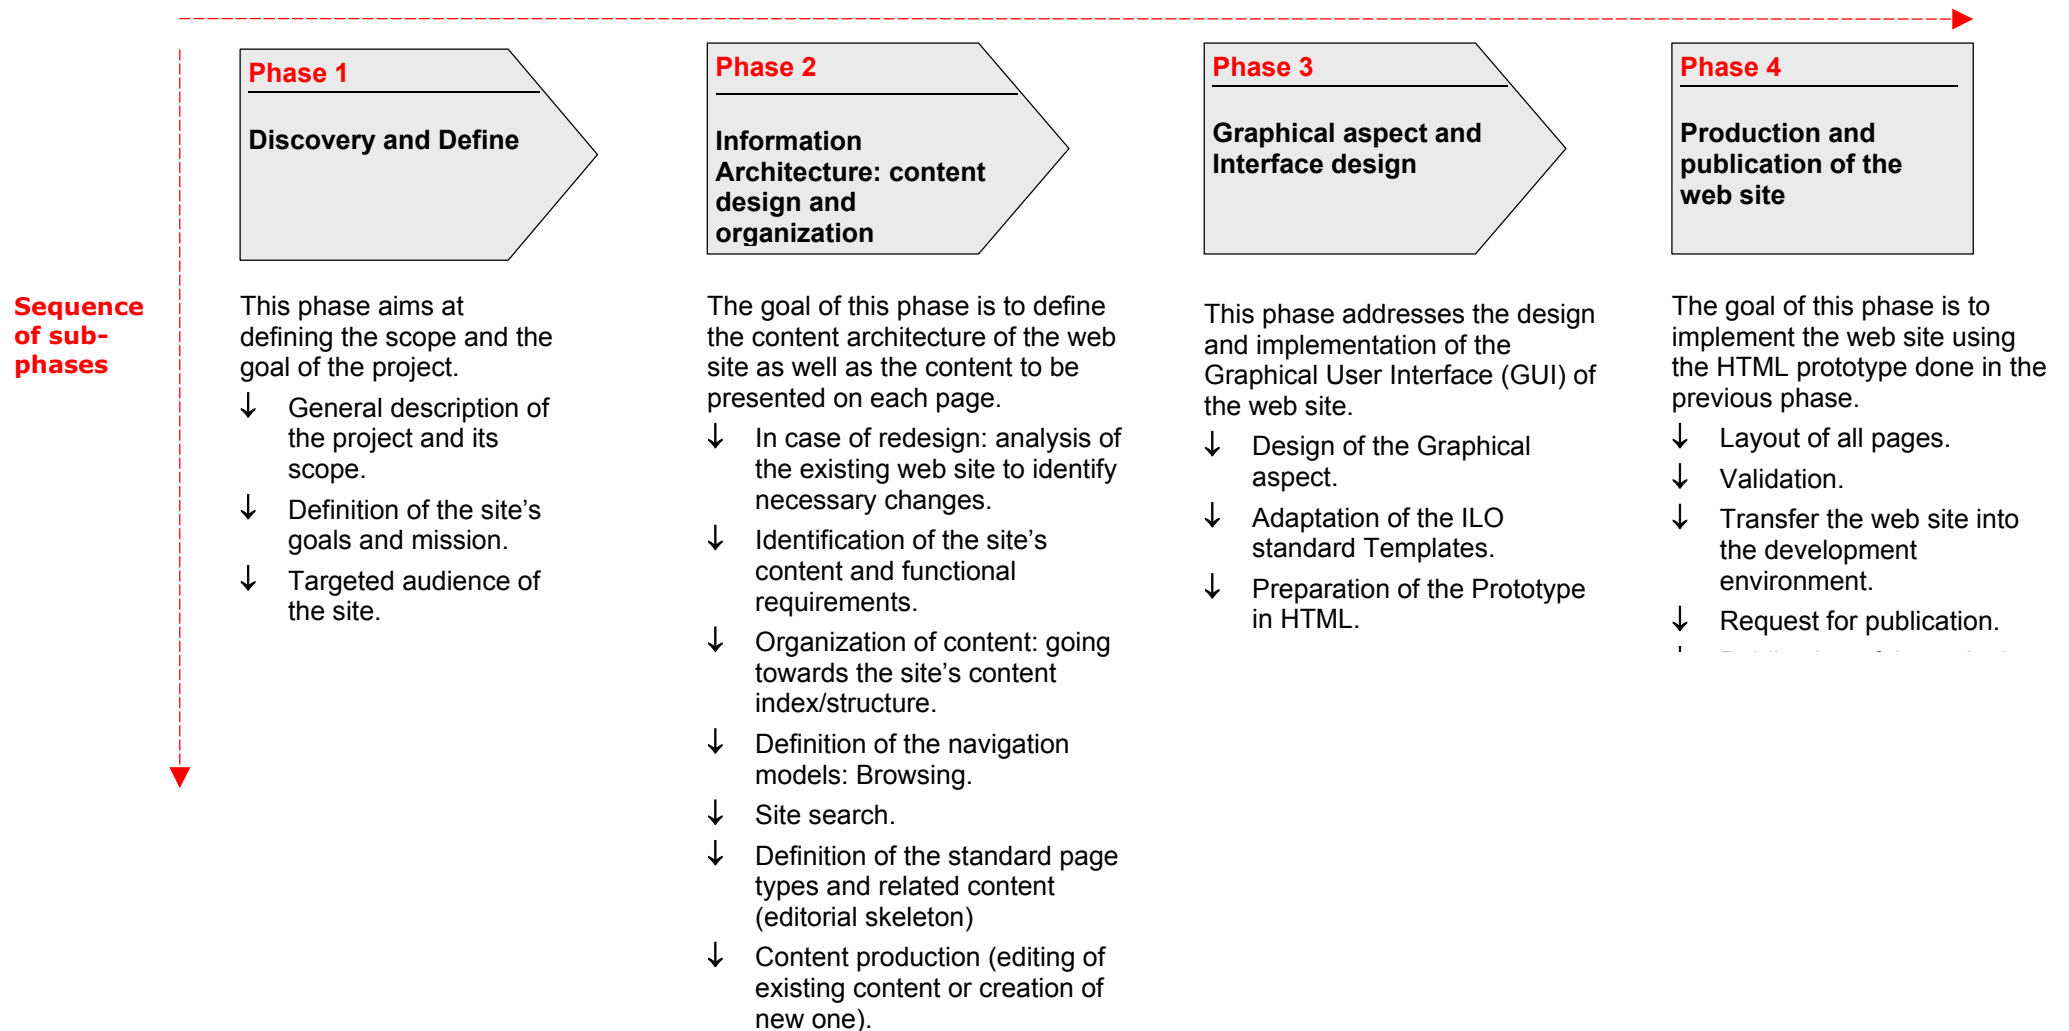 Phase 1
Discovery and Define
Phase 2
Information
Architecture: content
design and
organization
Phase 3
Graphical aspect and
Interface design
Phase 4
Production and
publication of the
web site
Sequence
of sub-
phases
This phase aims at
defining the scope and the
goal of the project.
↓ General description of
the project and its
scope.
↓ Definition of the site's
goals and mission.
↓ Targeted audience of
the site.
The goal of this phase is to define
the content architecture of the web
site as well as the content to be
presented on each page.
↓ In case of redesign: analysis of
the existing web site to identify
necessary changes.
↓ Identification of the site's
content and functional
requirements.
↓ Organization of content: going
towards the site's content
index/structure.
↓ Definition of the navigation
models: Browsing.
↓ Site search.
↓ Definition of the standard page
types and related content
(editorial skeleton)
↓ Content production (editing of
existing content or creation of
new one).
This phase addresses the design
and implementation of the
Graphical User Interface (GUI) of
the web site.
↓ Design of the Graphical
aspect.
↓ Adaptation of the ILO
standard Templates.
↓ Preparation of the Prototype
in HTML.
The goal of this phase is to
implement the web site using
the HTML prototype done in the
previous phase.
↓ Layout of all pages.
↓ Validation.
↓ Transfer the web site into
the development
environment.
↓ Request for publication.